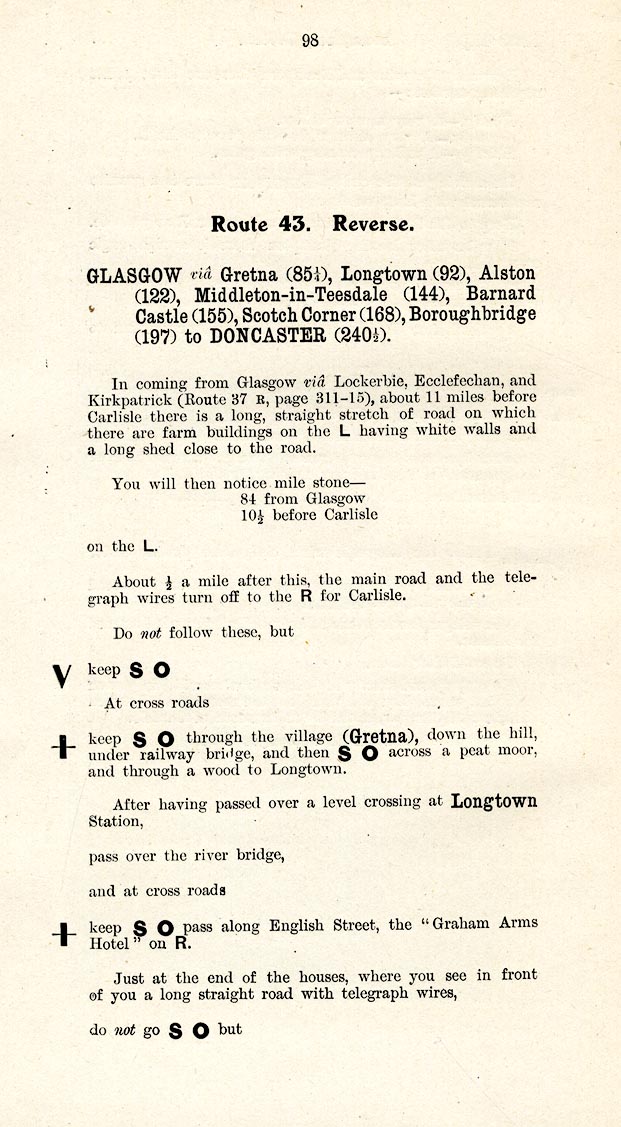 98
Route 43. Reverse.
GLASGOW viâ Gretna (85½), Longtown (92), Alston
(122), Middleton-in-Teesdale (144), Barnard
Castle (155), Scotch Corner (168), Boroughbridge
(197) to DONCASTER (240½).
In coming from Glasgow viâ Lockerbie, Ecclefechan, and
Kirkpatrick (Route 37 R, page 311-15), about 11 miles before
Carlisle there is a long, straight stretch of road on which
there are farm buildings on the L having white walls and
a long shed close to the road.
You will then notice mile stone—
84 from Glasgow
10½ before Carlisle
on the L.
About ½ a mile after this, the main road and the tele-
graph wires turn off to the R for Carlisle.
Do not follow these, but
V keep S O
At cross roads
+ keep S O through the village (Gretna), down the hill,
under railway bridge, and then S O across a peat moor,
and through a wood to Longtown.
After having passed over a level crossing at Longtown
Station,
pass over the river bridge,
and at cross roads
+ keep S O pass along English Street, the "Graham Arms
Hotel" on R.
Just at the end of the houses, where you see in front
of you a long straight road with telegraph wires,
do not go S O but